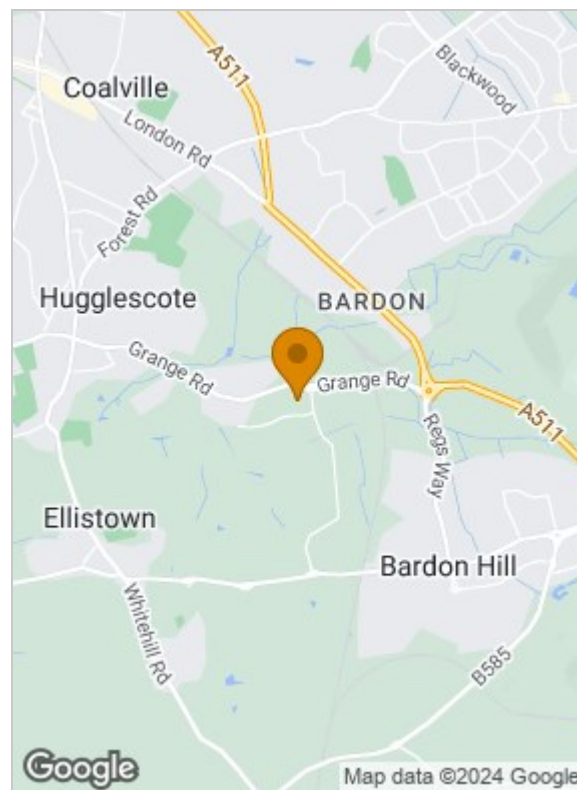 A511
Blackwood
Coalville
London Rd
Forest Rd
Hugglescote
BARDON
Grange Rd
Grange Rd
A511
Regs Way
Ellistown
Bardon Hill
Whitehill Rd
B585
Google
Map data ©2024 Google